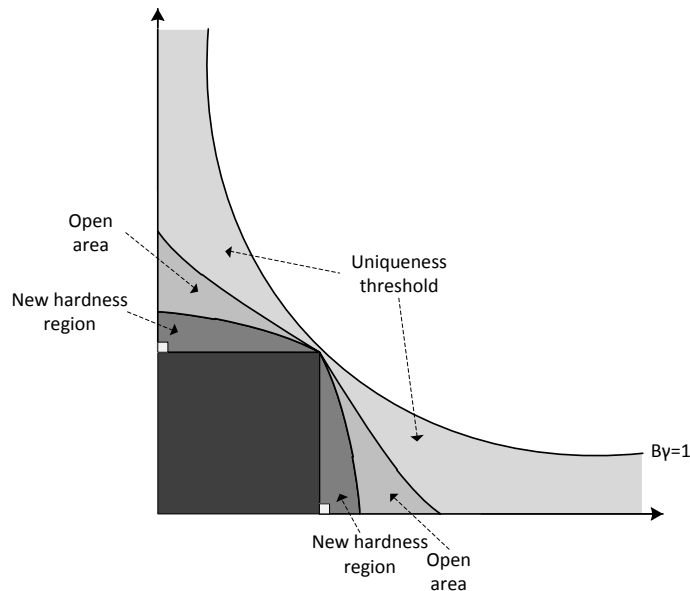 Open
area
New hardness
region
Uniqueness
threshold
Bγ=1
New hardness
region
Open
area